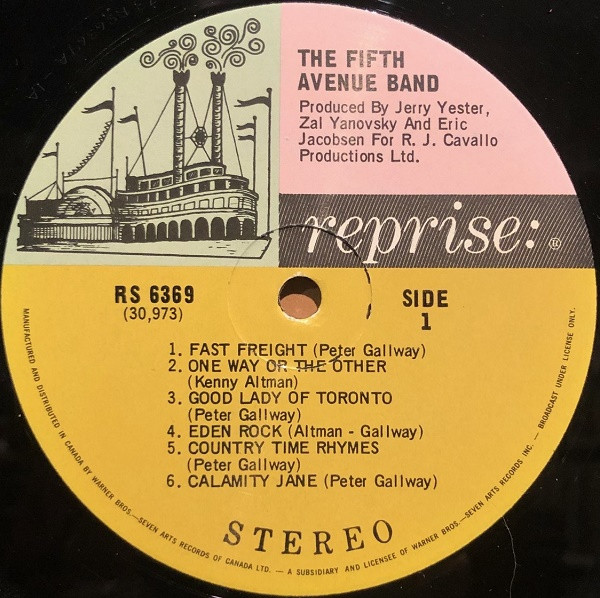 THE FIFTH
AVENUE BAND
Produced By Jerry Yester,
Zal Yanovsky And Eric
Jacobsen For R. J. Cavallo
Productions Ltd.
reprise: ®
RS 6369
(30,973)
SIDE
1
1. FAST FREIGHT (Peter Gallway)
2. ONE WAY OR THE OTHER
(Kenny Altman)
3. GOOD LADY OF TORONTO
(Peter Gallway)
4. EDEN ROCK (Altman - Gallway)
5. COUNTRY TIME RHYMES
(Peter Gallway)
6. CALAMITY JANE (Peter Gallway)
STEREO
MANUFACTURED AND DISTRIBUTED IN CANADA BY WARNER BROS.—SEVEN ARTS RECORDS OF CANADA LTD. — A SUBSIDIARY AND LICENSEE OF WARNER BROS.—SEVEN ARTS RECORDS INC. — BROADCAST UNDER LICENSE ONLY.